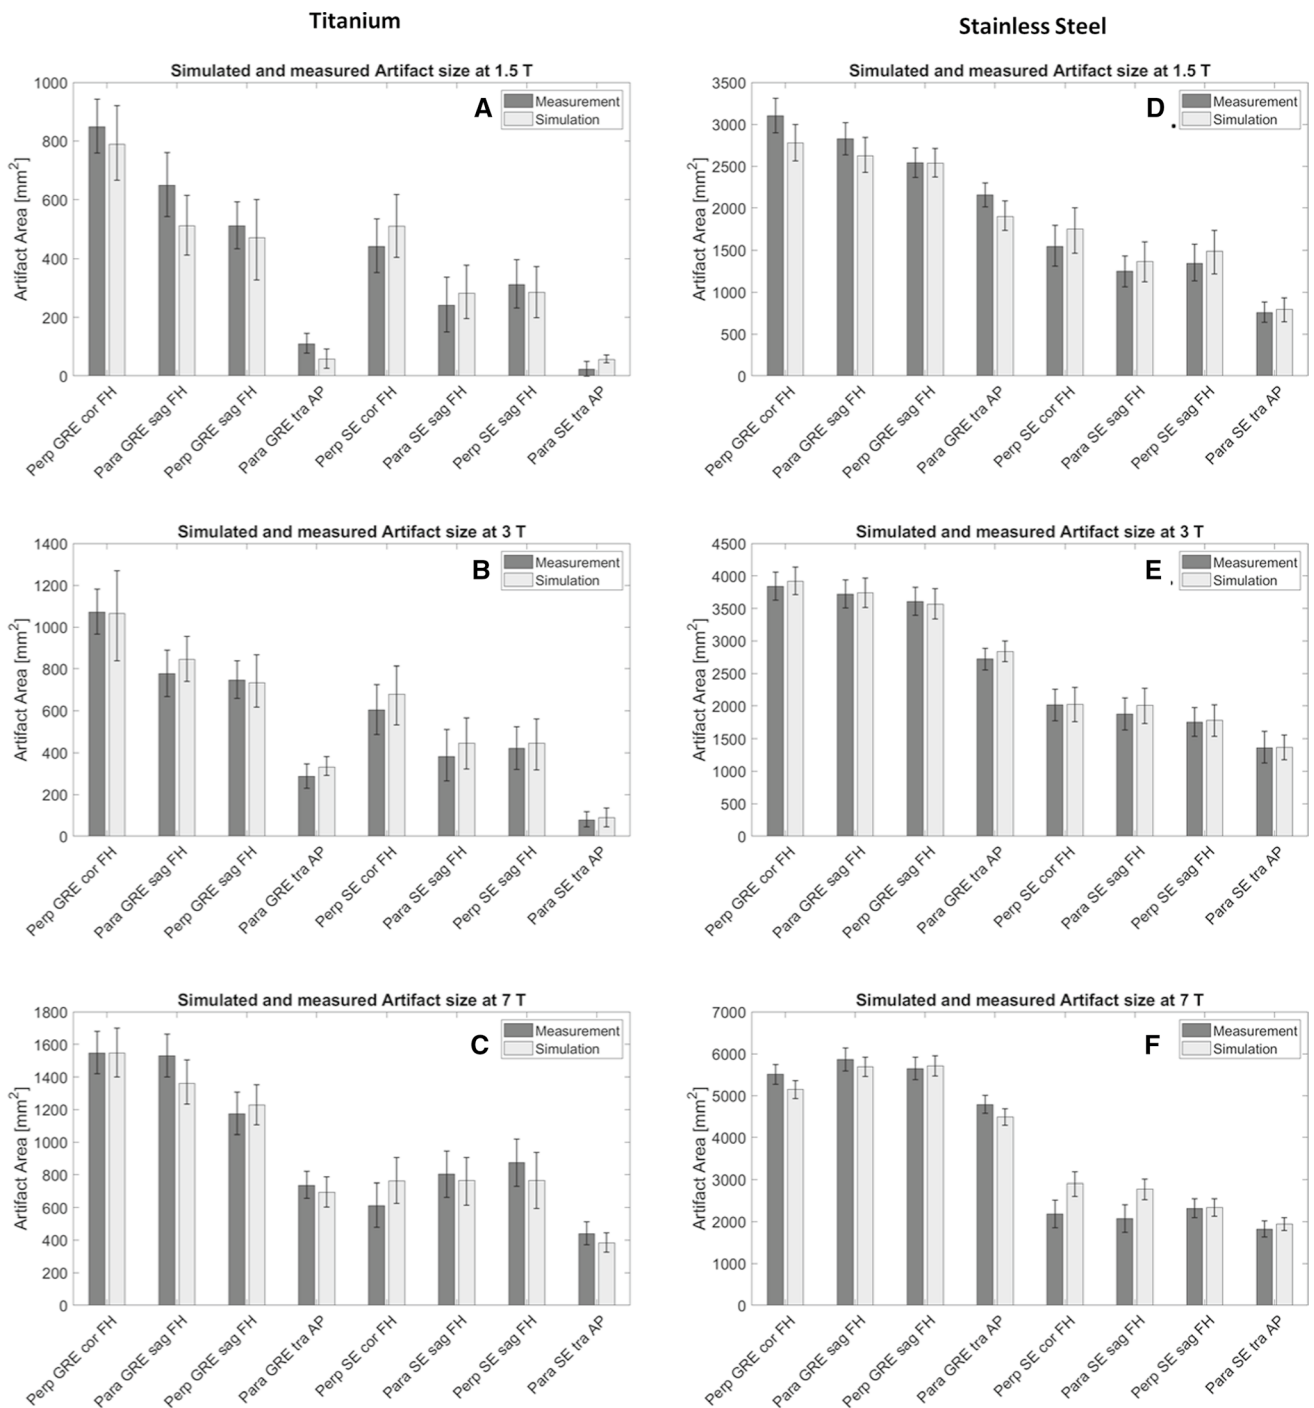 Titanium
Stainless Steel
Simulated and measured Artifact size at 1.5 T
A
Measurement
Simulation
Artifact Area [mm²]
1000
800
600
400
200
0
Perp GRE cor FH
Para GRE sag FH
Perp GRE sag FH
Para GRE tra AP
Perp SE cor FH
Para SE sag FH
Perp SE sag FH
Para SE tra AP
Simulated and measured Artifact size at 1.5 T
D
Measurement
Simulation
Artifact Area [mm²]
3500
3000
2500
2000
1500
1000
500
0
Perp GRE cor FH
Para GRE sag FH
Perp GRE sag FH
Para GRE tra AP
Perp SE cor FH
Para SE sag FH
Perp SE sag FH
Para SE tra AP
Simulated and measured Artifact size at 3 T
B
Measurement
Simulation
Artifact Area [mm²]
1400
1200
1000
800
600
400
200
0
Perp GRE cor FH
Para GRE sag FH
Perp GRE sag FH
Para GRE tra AP
Perp SE cor FH
Para SE sag FH
Perp SE sag FH
Para SE tra AP
Simulated and measured Artifact size at 3 T
E
Measurement
Simulation
Artifact Area [mm²]
4500
4000
3500
3000
2500
2000
1500
1000
500
0
Perp GRE cor FH
Para GRE sag FH
Perp GRE sag FH
Para GRE tra AP
Perp SE cor FH
Para SE sag FH
Perp SE sag FH
Para SE tra AP
Simulated and measured Artifact size at 7 T
C
Measurement
Simulation
Artifact Area [mm²]
1800
1600
1400
1200
1000
800
600
400
200
0
Perp GRE cor FH
Para GRE sag FH
Perp GRE sag FH
Para GRE tra AP
Perp SE cor FH
Para SE sag FH
Perp SE sag FH
Para SE tra AP
Simulated and measured Artifact size at 7 T
F
Measurement
Simulation
Artifact Area [mm²]
7000
6000
5000
4000
3000
2000
1000
0
Perp GRE cor FH
Para GRE sag FH
Perp GRE sag FH
Para GRE tra AP
Perp SE cor FH
Para SE sag FH
Perp SE sag FH
Para SE tra AP